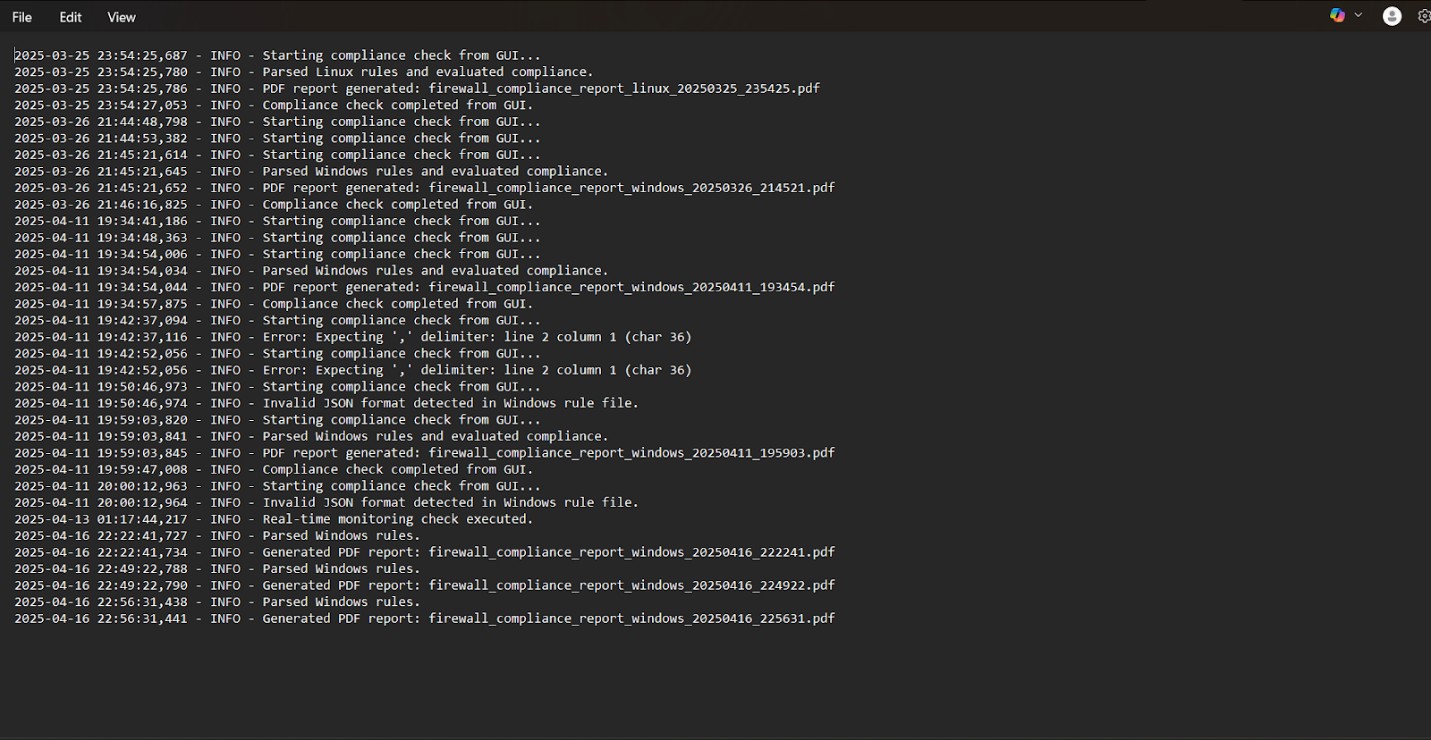 File Edit View
2025-03-25 23:54:25,687 - INFO - Starting compliance check from GUI...
2025-03-25 23:54:25,780 - INFO - Parsed Linux rules and evaluated compliance.
2025-03-25 23:54:25,786 - INFO - PDF report generated: firewall_compliance_report_linux_20250325_235425.pdf
2025-03-25 23:54:27,053 - INFO - Compliance check completed from GUI.
2025-03-26 21:44:48,798 - INFO - Starting compliance check from GUI...
2025-03-26 21:44:53,382 - INFO - Starting compliance check from GUI...
2025-03-26 21:45:21,614 - INFO - Starting compliance check from GUI...
2025-03-26 21:45:21,645 - INFO - Parsed Windows rules and evaluated compliance.
2025-03-26 21:45:21,652 - INFO - PDF report generated: firewall_compliance_report_windows_20250326_214521.pdf
2025-03-26 21:46:16,825 - INFO - Compliance check completed from GUI.
2025-04-11 19:34:41,186 - INFO - Starting compliance check from GUI...
2025-04-11 19:34:48,363 - INFO - Starting compliance check from GUI...
2025-04-11 19:34:54,006 - INFO - Starting compliance check from GUI...
2025-04-11 19:34:54,034 - INFO - Parsed Windows rules and evaluated compliance.
2025-04-11 19:34:54,044 - INFO - PDF report generated: firewall_compliance_report_windows_20250411_193454.pdf
2025-04-11 19:34:57,875 - INFO - Compliance check completed from GUI.
2025-04-11 19:42:37,094 - INFO - Starting compliance check from GUI...
2025-04-11 19:42:37,116 - INFO - Error: Expecting ',' delimiter: line 2 column 1 (char 36)
2025-04-11 19:42:52,056 - INFO - Starting compliance check from GUI...
2025-04-11 19:42:52,056 - INFO - Error: Expecting ',' delimiter: line 2 column 1 (char 36)
2025-04-11 19:50:46,973 - INFO - Starting compliance check from GUI...
2025-04-11 19:50:46,974 - INFO - Invalid JSON format detected in Windows rule file.
2025-04-11 19:59:03,820 - INFO - Starting compliance check from GUI...
2025-04-11 19:59:03,841 - INFO - Parsed Windows rules and evaluated compliance.
2025-04-11 19:59:03,845 - INFO - PDF report generated: firewall_compliance_report_windows_20250411_195903.pdf
2025-04-11 19:59:47,008 - INFO - Compliance check completed from GUI.
2025-04-11 20:00:12,963 - INFO - Starting compliance check from GUI...
2025-04-11 20:00:12,964 - INFO - Invalid JSON format detected in Windows rule file.
2025-04-13 01:17:44,217 - INFO - Real-time monitoring check executed.
2025-04-16 22:22:41,727 - INFO - Parsed Windows rules.
2025-04-16 22:22:41,734 - INFO - Generated PDF report: firewall_compliance_report_windows_20250416_222241.pdf
2025-04-16 22:49:22,788 - INFO - Parsed Windows rules.
2025-04-16 22:49:22,790 - INFO - Generated PDF report: firewall_compliance_report_windows_20250416_224922.pdf
2025-04-16 22:56:31,438 - INFO - Parsed Windows rules.
2025-04-16 22:56:31,441 - INFO - Generated PDF report: firewall_compliance_report_windows_20250416_225631.pdf